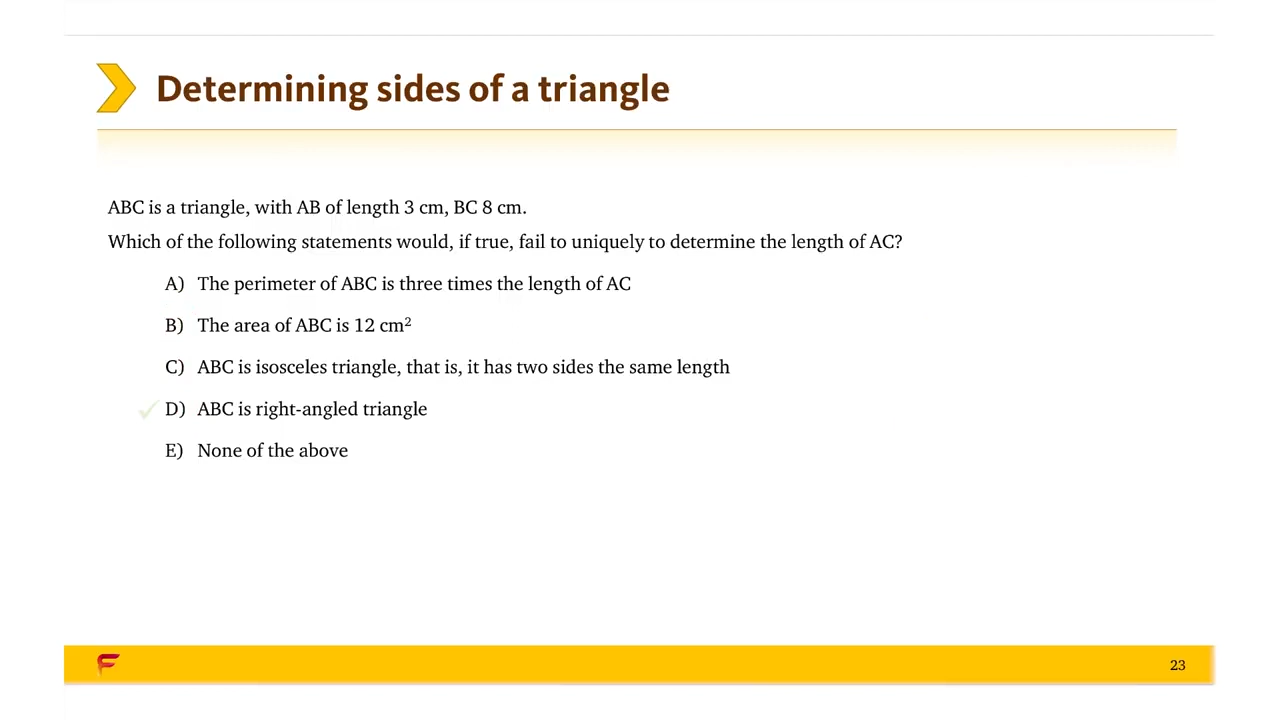 Determining sides of a triangle
ABC is a triangle, with AB of length 3 cm, BC 8 cm.
Which of the following statements would, if true, fail to uniquely to determine the length of AC?
A) The perimeter of ABC is three times the length of AC
B) The area of ABC is 12 cm²
C) ABC is isosceles triangle, that is, it has two sides the same length
D) ABC is right-angled triangle
E) None of the above
23